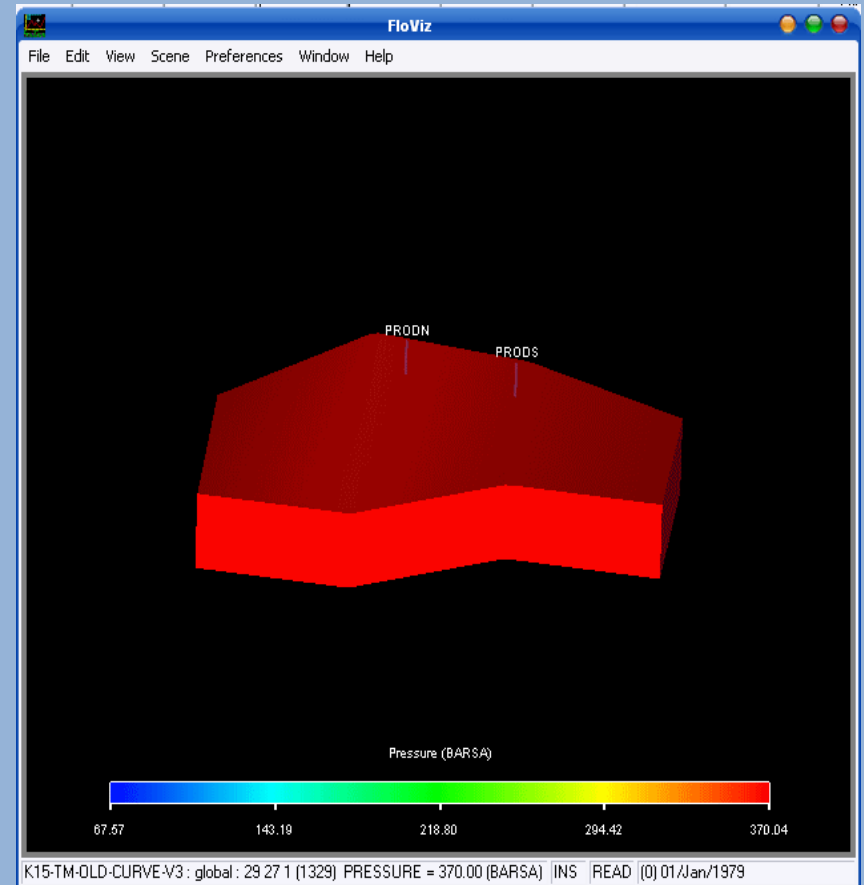 FloViz
File Edit View Scene Preferences Window Help
PRODN
PRODS
Pressure (BARSA)
67.57 143.19 218.80 294.42 370.04
K15-TM-OLD-CURVE-V3 : global : 29 27 1 (1329) PRESSURE = 370.00 (BARSA) INS READ (0) 01/Jan/1979